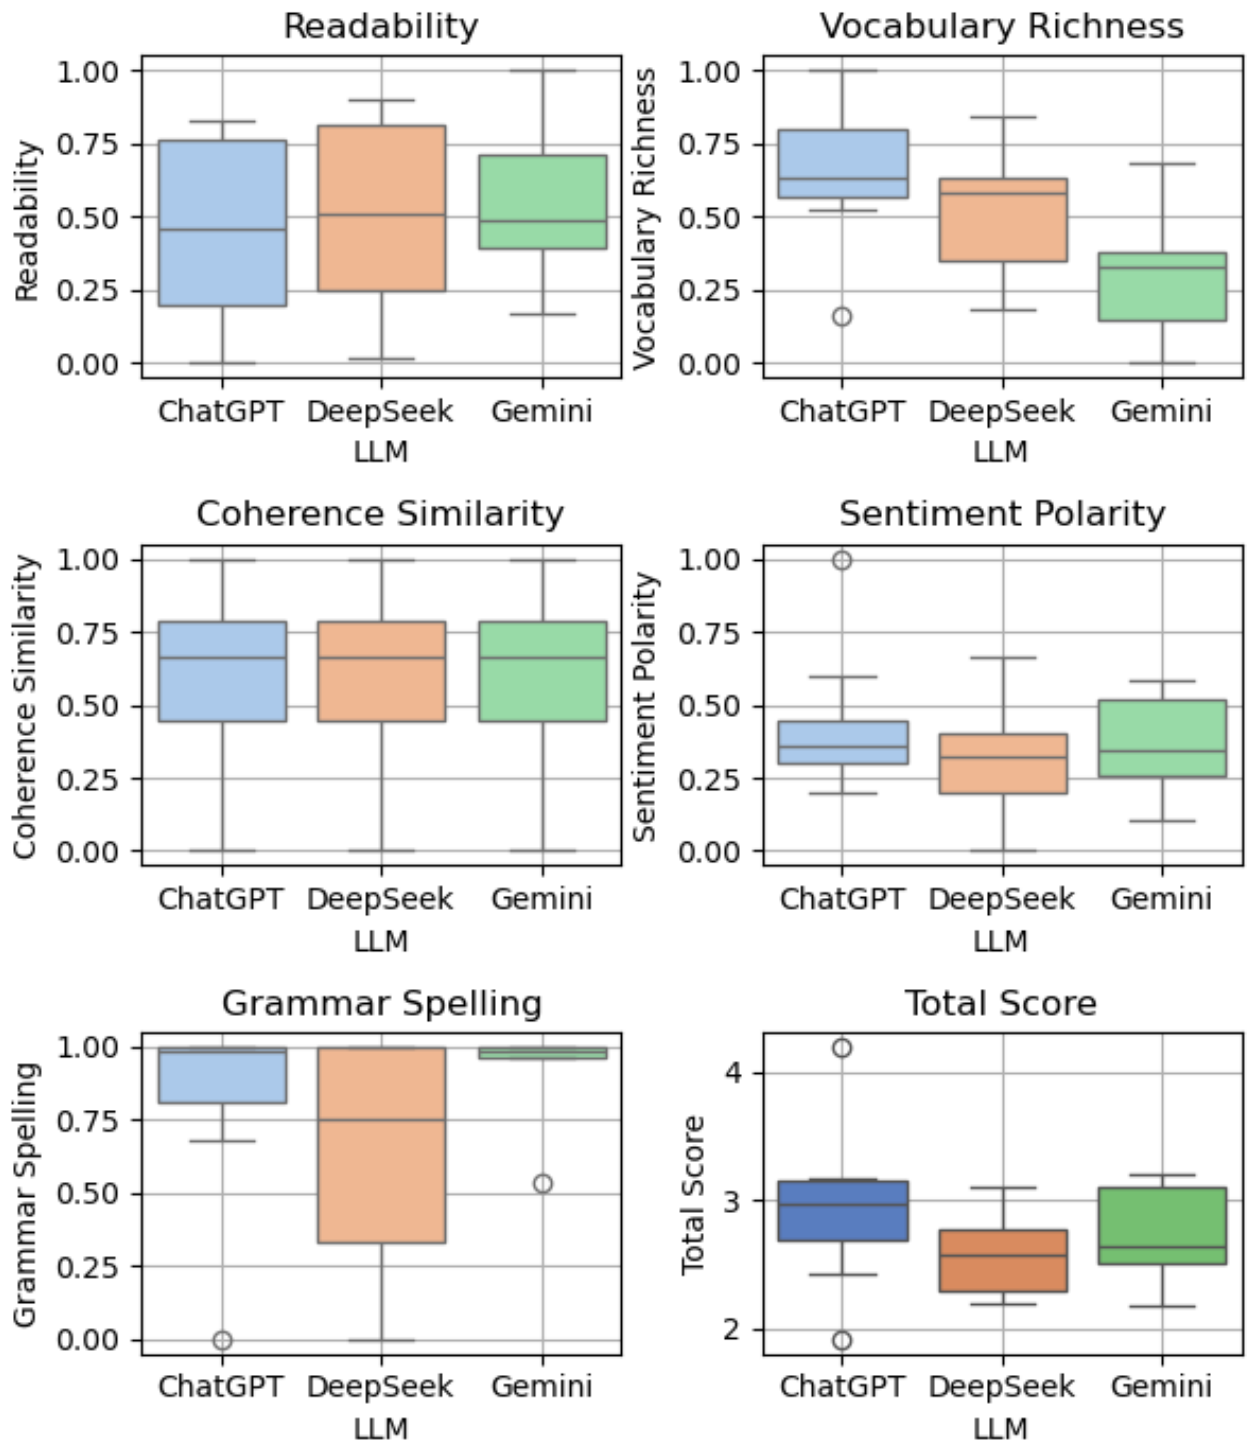 Readability
Vocabulary Richness
Readability
1.00
0.75
0.50
0.25
0.00
ChatGPT DeepSeek Gemini
LLM
Vocabulary Richness
1.00
0.75
0.50
0.25
0.00
ChatGPT DeepSeek Gemini
LLM
Coherence Similarity
Sentiment Polarity
Coherence Similarity
1.00
0.75
0.50
0.25
0.00
ChatGPT DeepSeek Gemini
LLM
Sentiment Polarity
1.00
0.75
0.50
0.25
0.00
ChatGPT DeepSeek Gemini
LLM
Grammar Spelling
Total Score
Grammar Spelling
1.00
0.75
0.50
0.25
0.00
ChatGPT DeepSeek Gemini
LLM
Total Score
4
3
2
ChatGPT DeepSeek Gemini
LLM